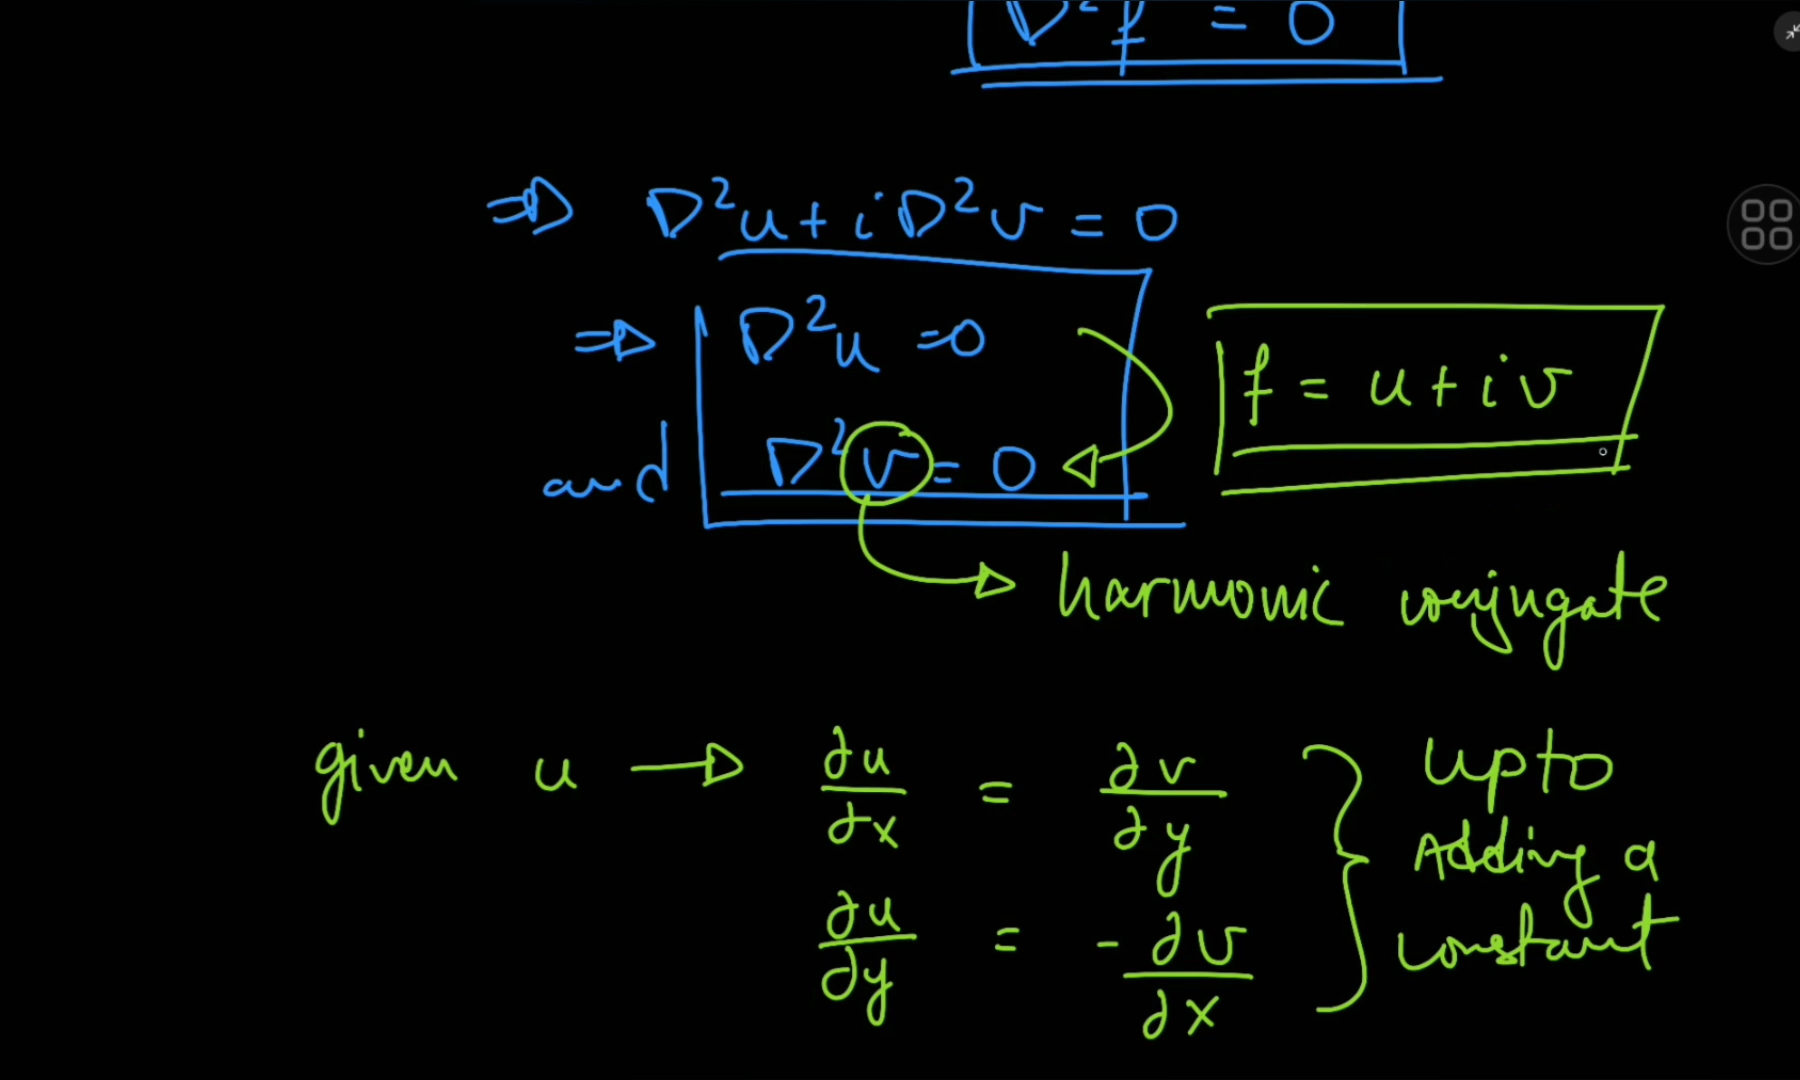 ∇²f = 0
⇒ ∇²u + i∇²v = 0
⇒ ∇²u = 0
f = u + iv
and ∇²v = 0
harmonic conjugate
given u → ∂u/∂x = ∂v/∂y
∂u/∂y = - ∂v/∂x
upto
Adding a
constant